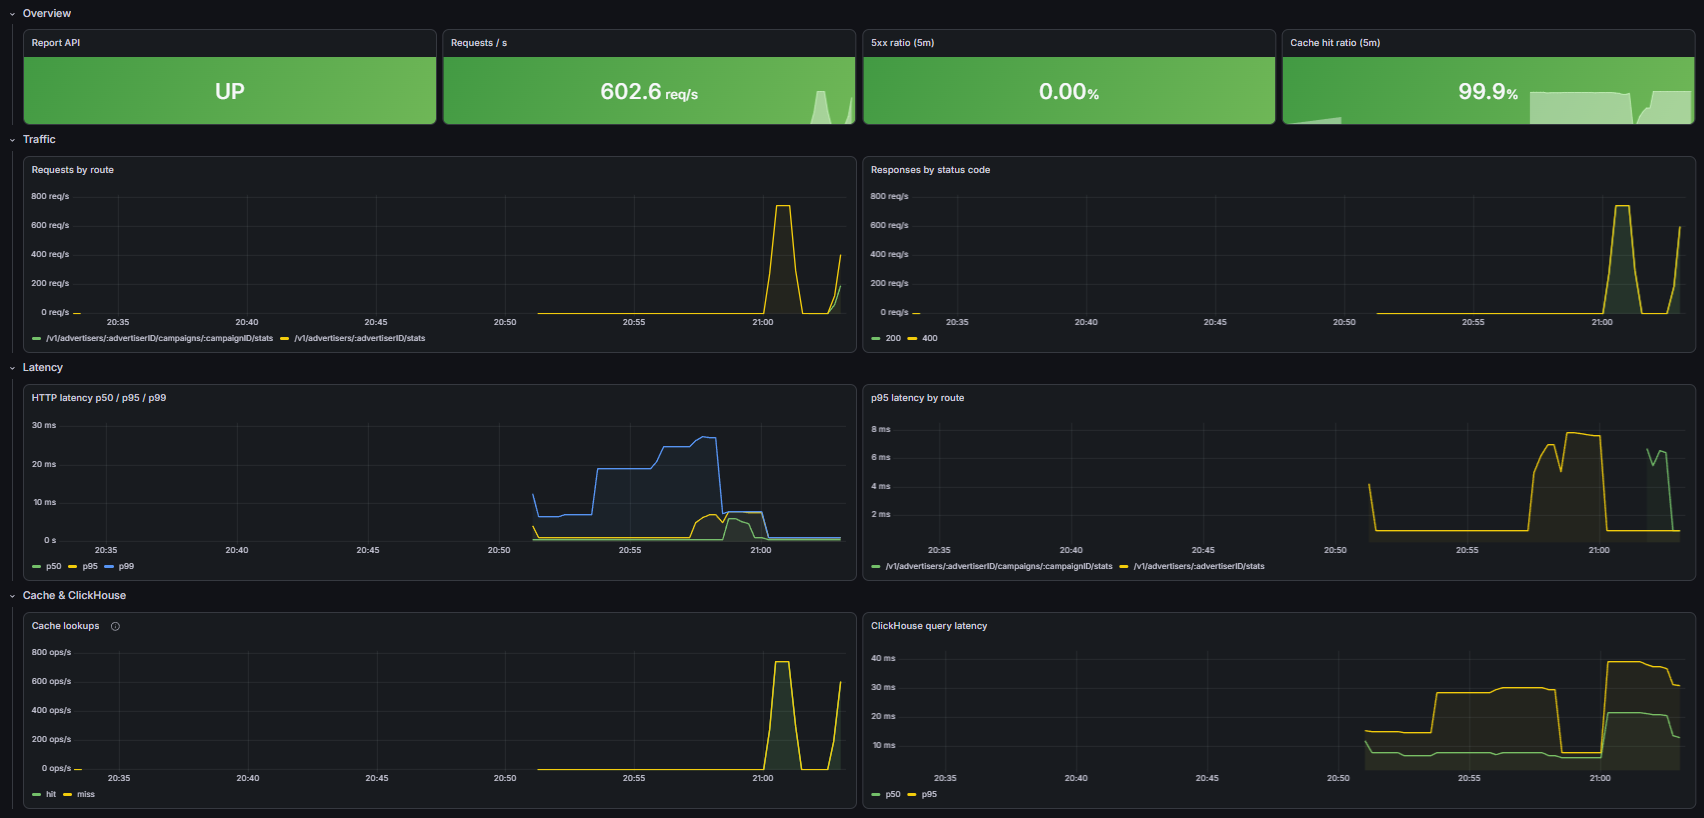 Overview
Report API
UP
Requests / s
602.6 req/s
5xx ratio (5m)
0.00%
Cache hit ratio (5m)
99.9%
Traffic
Requests by route
800 req/s
600 req/s
400 req/s
200 req/s
0 req/s
20:35 20:40 20:45 20:50 20:55 21:00
/v1/advertisers/:advertiserID/campaigns/:campaignID/stats /v1/advertisers/:advertiserID/stats
Responses by status code
800 req/s
600 req/s
400 req/s
200 req/s
0 req/s
20:35 20:40 20:45 20:50 20:55 21:00
200 400
Latency
HTTP latency p50 / p95 / p99
30 ms
20 ms
10 ms
0 s
20:35 20:40 20:45 20:50 20:55 21:00
p50 p95 p99
p95 latency by route
8 ms
6 ms
4 ms
2 ms
20:35 20:40 20:45 20:50 20:55 21:00
/v1/advertisers/:advertiserID/campaigns/:campaignID/stats /v1/advertisers/:advertiserID/stats
Cache & ClickHouse
Cache lookups
800 ops/s
600 ops/s
400 ops/s
200 ops/s
0 ops/s
20:35 20:40 20:45 20:50 20:55 21:00
hit miss
ClickHouse query latency
40 ms
30 ms
20 ms
10 ms
20:35 20:40 20:45 20:50 20:55 21:00
p50 p95